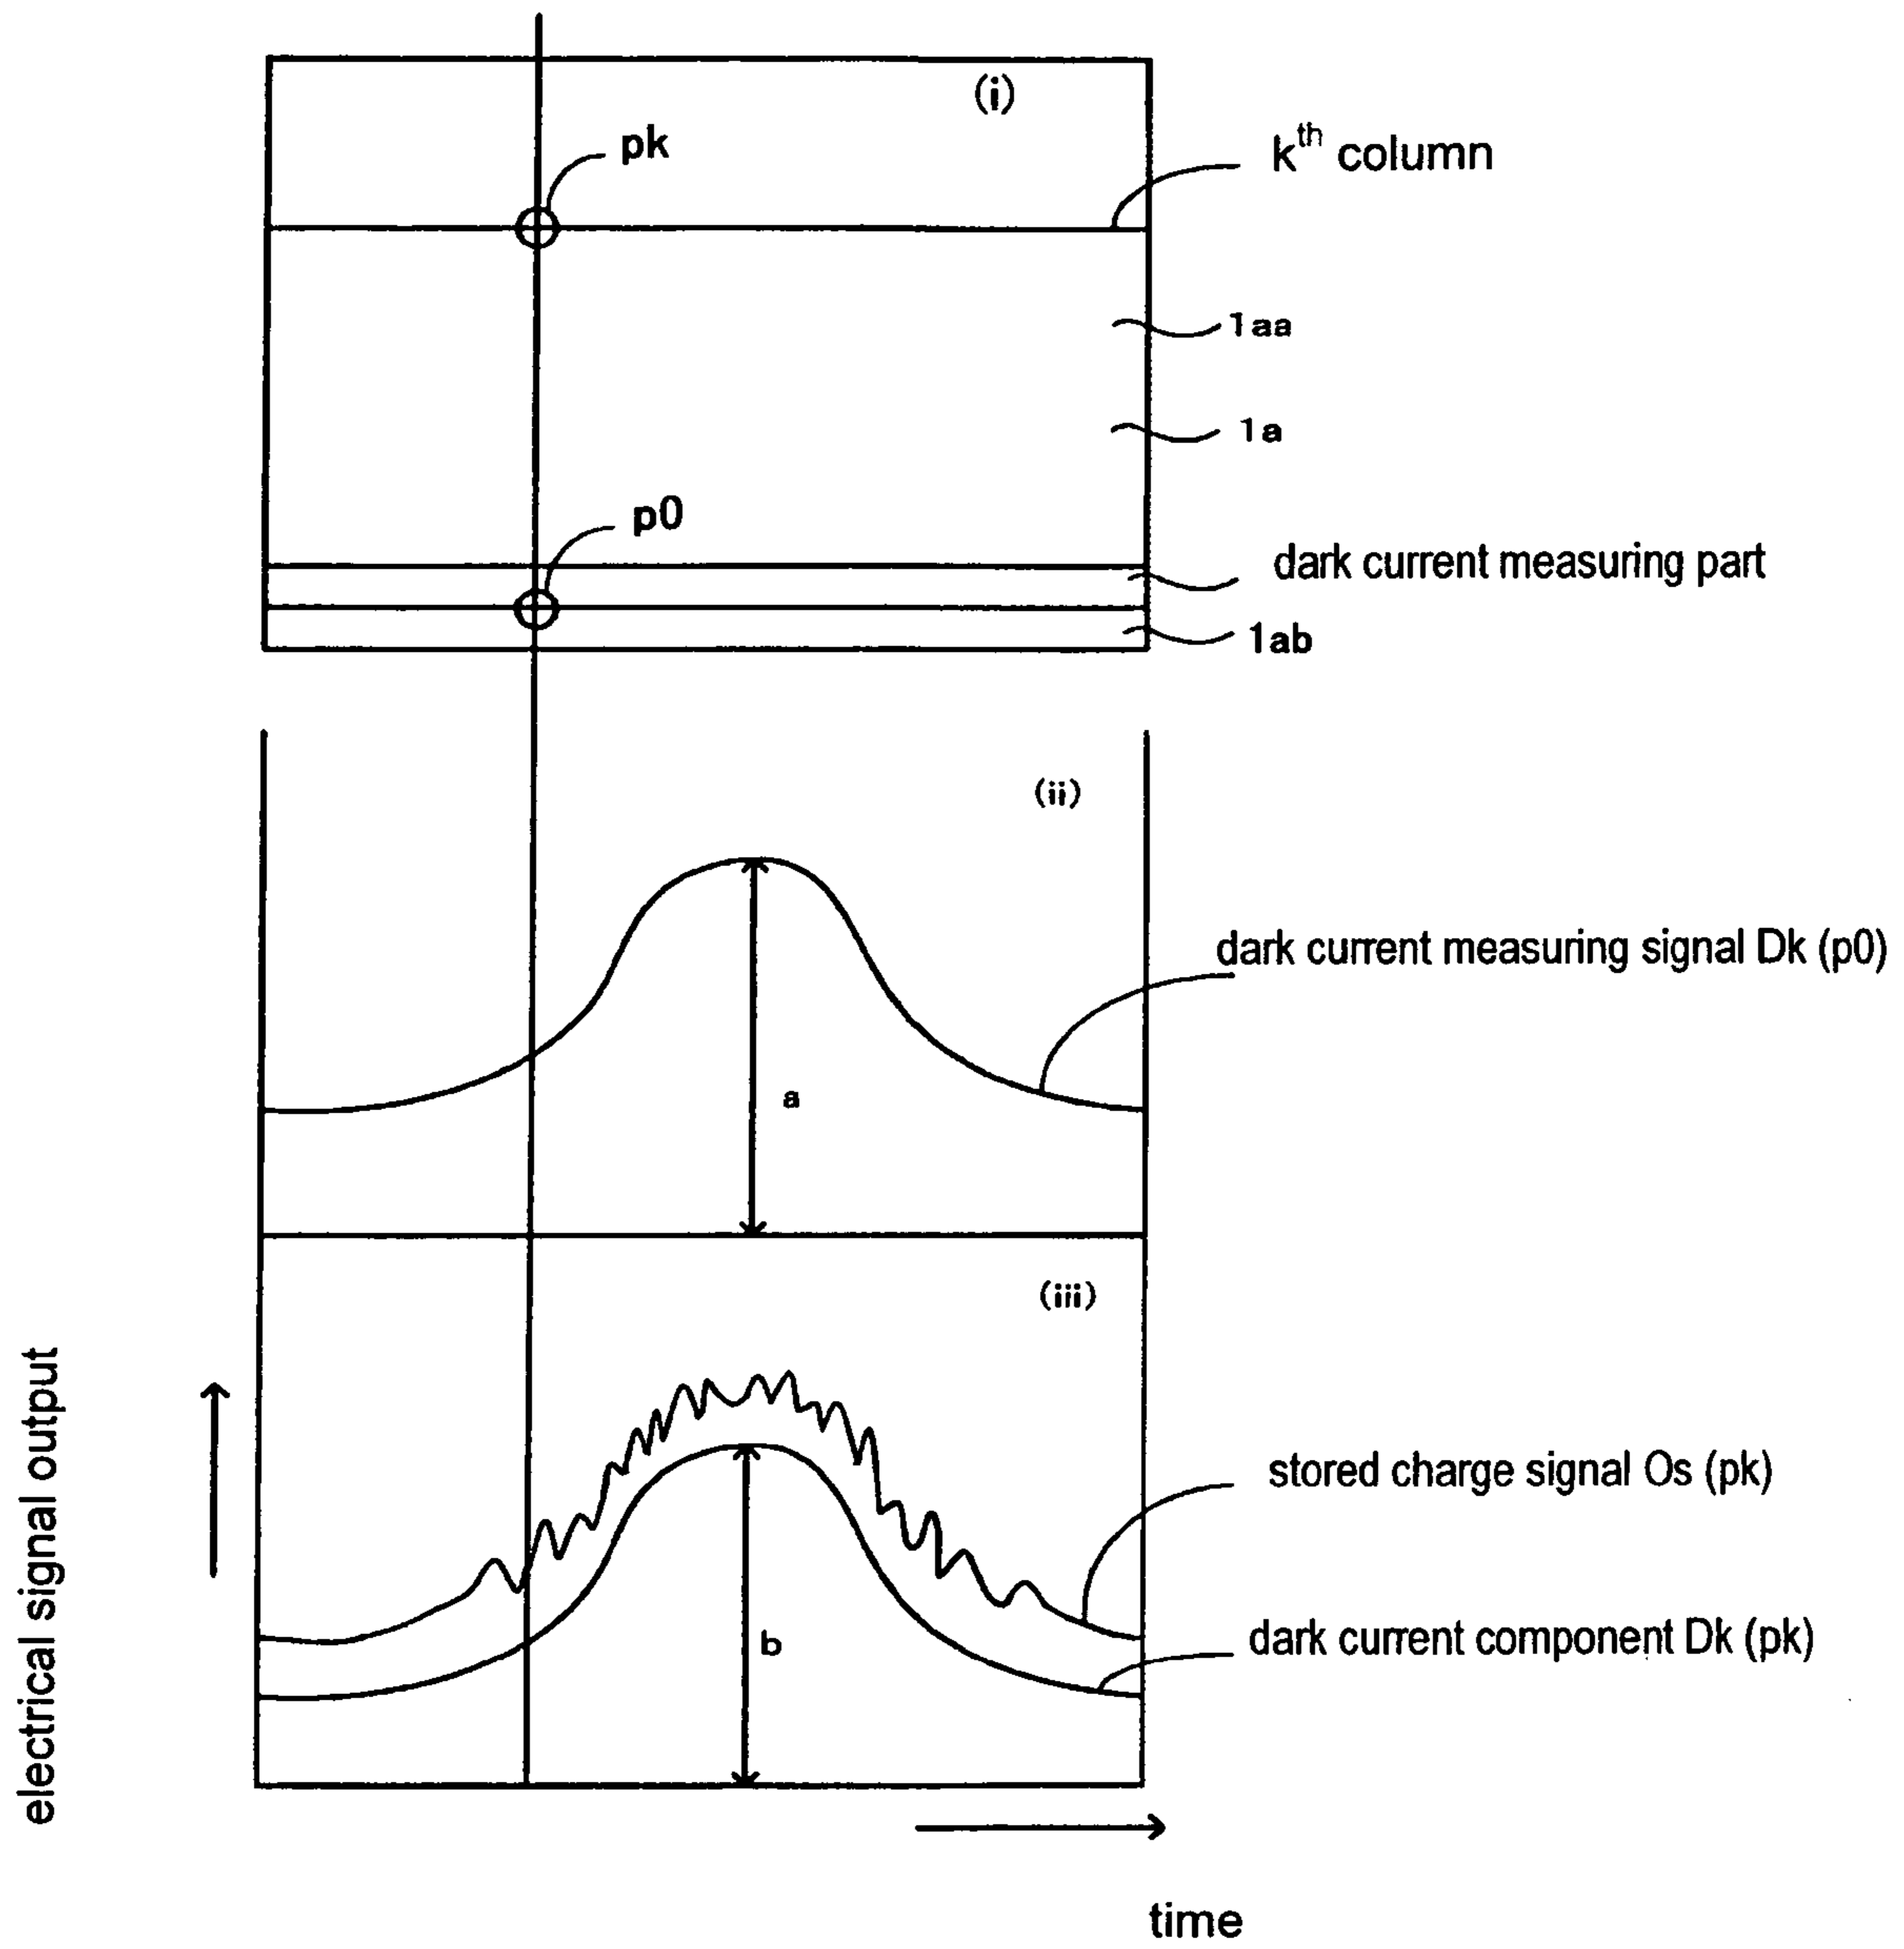 (i)
pk
kth column
1aa
1a
p0
dark current measuring part
1ab
(ii)
dark current measuring signal Dk (p0)
a
(iii)
electrical signal output
stored charge signal Os (pk)
b
dark current component Dk (pk)
time